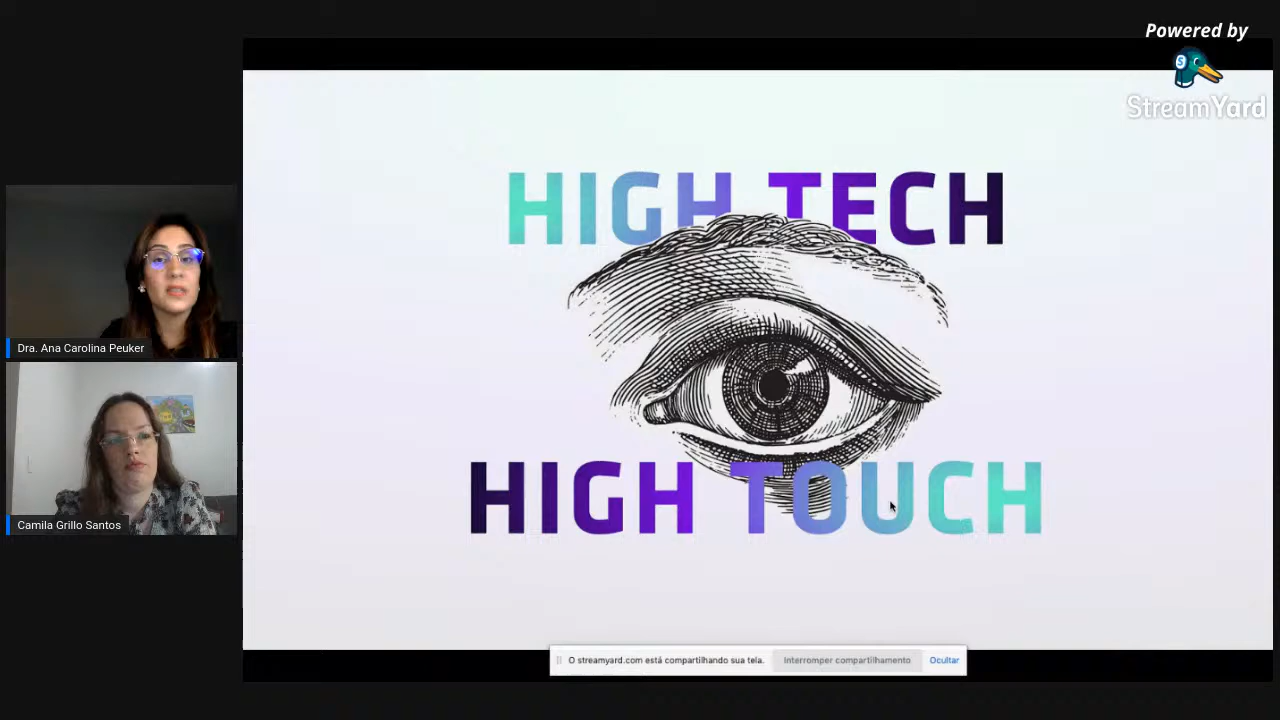 Powered by
StreamYard
HIGH TECH
HIGH TOUCH
Dra. Ana Carolina Peuker
Camila Grillo Santos
O streamyard.com está compartilhando sua tela.
Interromper compartilhamento
Ocultar